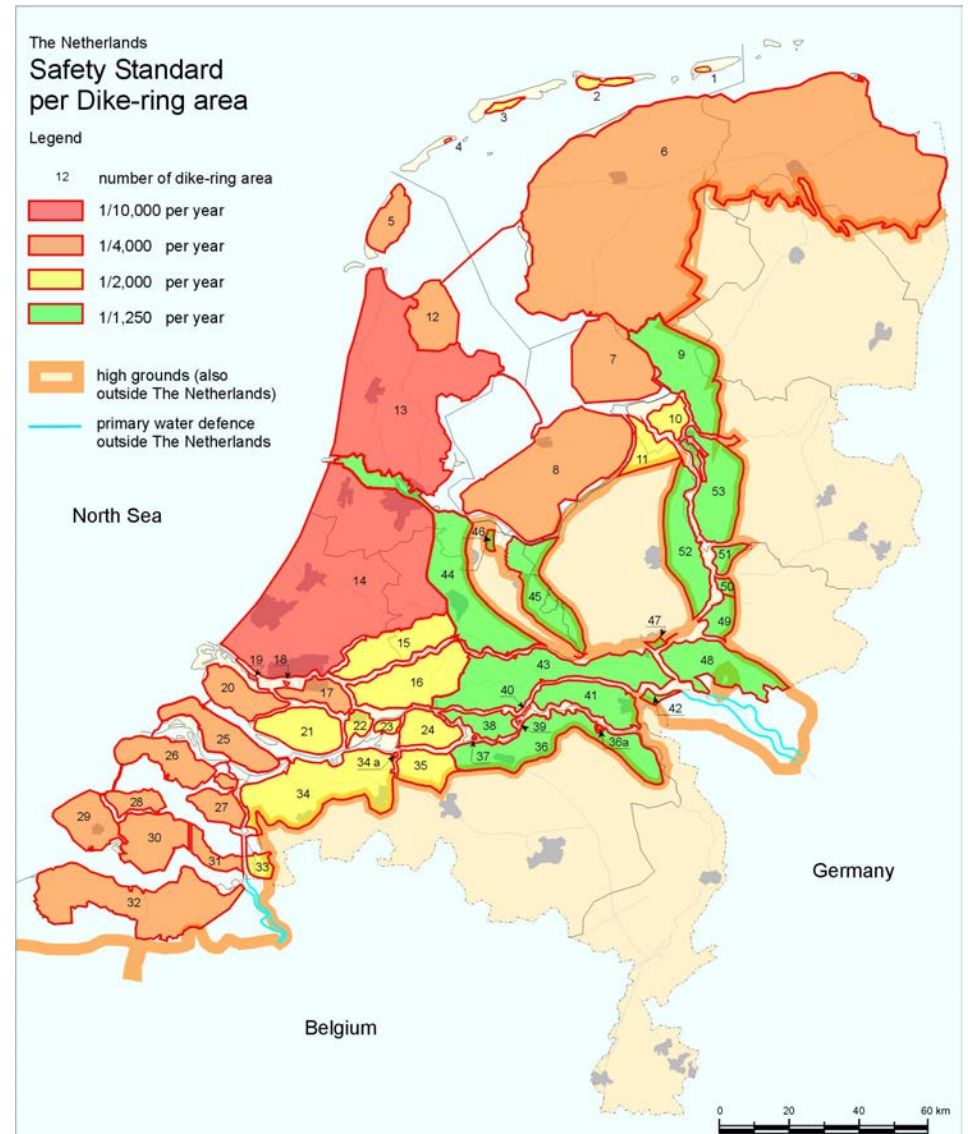 The Netherlands
Safety Standard
per Dike-ring area
Legend
12 number of dike-ring area
1/10,000 per year
1/4,000 per year
1/2,000 per year
1/1,250 per year
high grounds (also
outside The Netherlands)
primary water defence
outside The Netherlands
North Sea
Germany
Belgium
1
2
3
4
5
6
7
8
9
10
11
12
13
14
15
16
17
18
19
20
21
22
23
24
25
26
27
28
29
30
31
32
33
34
34 a
35
36
36a
37
38
39
40
41
42
43
44
45
46
47
48
49
50
51
52
53
0 20 40 60 km